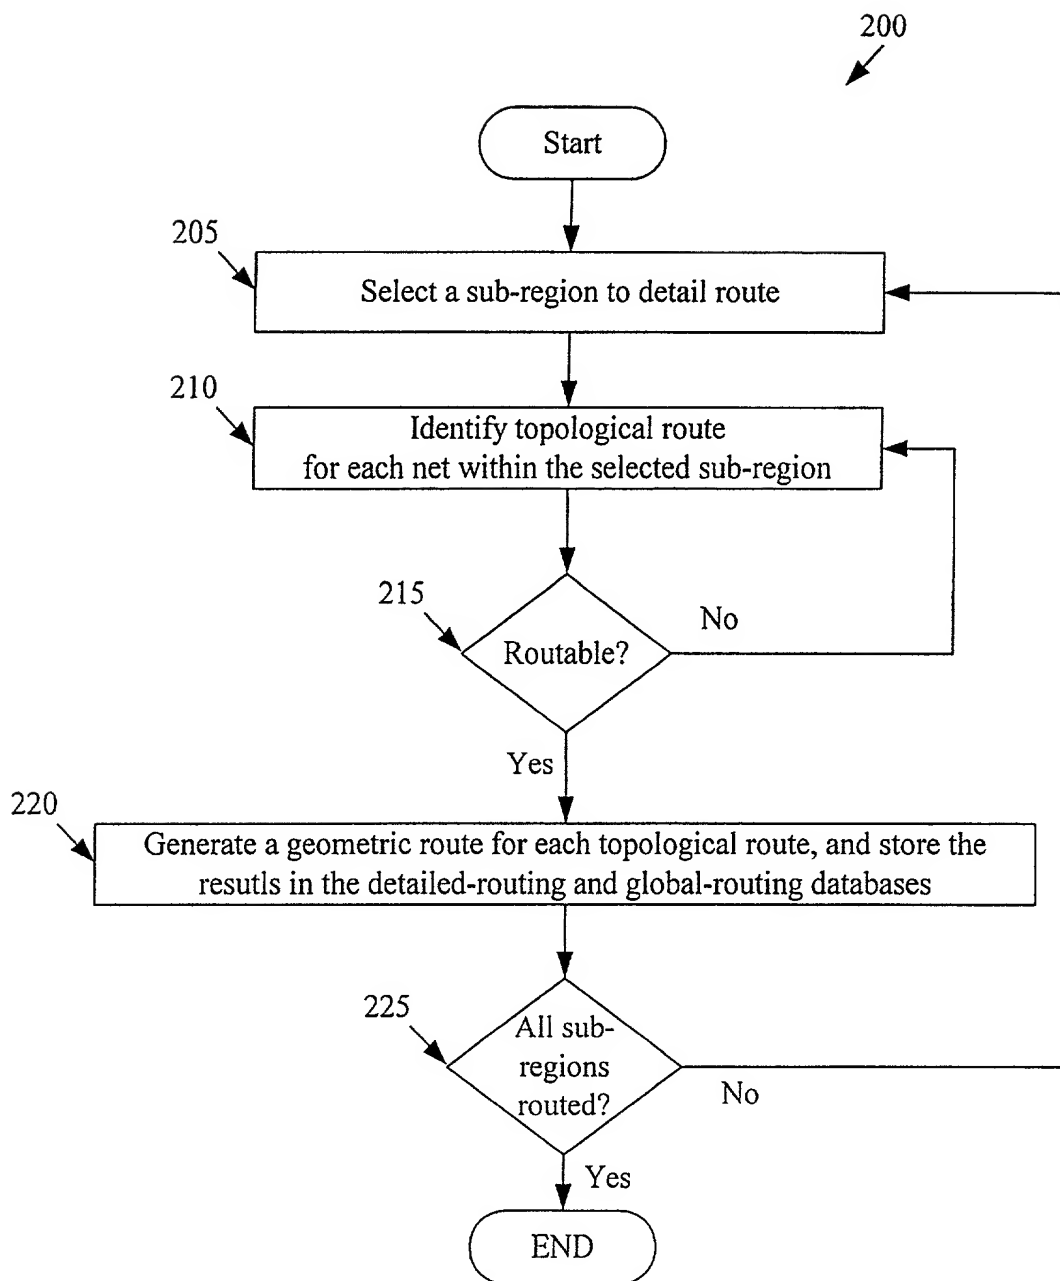 200
Start
205
Select a sub-region to detail route
210
Identify topological route
for each net within the selected sub-region
215
Routable?
No
Yes
220
Generate a geometric route for each topological route, and store the
resutls in the detailed-routing and global-routing databases
225
All sub-
regions
routed?
No
Yes
END